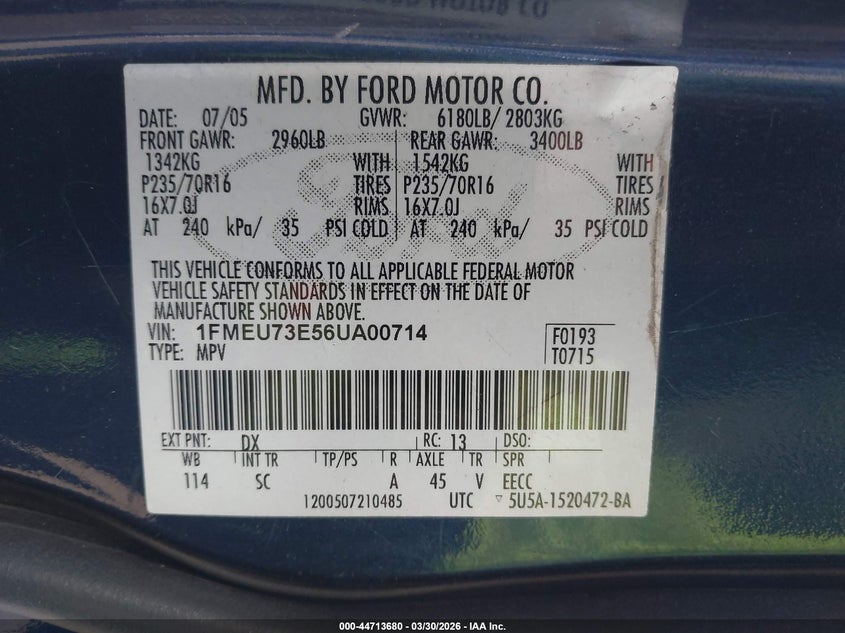 MFD. BY FORD MOTOR CO.
DATE: 07/05 GVWR: 6180LB/ 2803KG
FRONT GAWR: 2960LB REAR GAWR: 3400LB
1342KG WITH 1542KG WITH
P235/70R16 TIRES P235/70R16 TIRES
16X7.0J RIMS 16X7.0J RIMS
AT 240 kPa/ 35 PSI COLD AT 240 kPa/ 35 PSI COLD
Ford
THIS VEHICLE CONFORMS TO ALL APPLICABLE FEDERAL MOTOR
VEHICLE SAFETY STANDARDS IN EFFECT ON THE DATE OF
MANUFACTURE SHOWN ABOVE.
VIN: 1FMEU73E56UA00714 F0193
TYPE: MPV T0715
EXT PNT: DX RC: 13 DSO:
WB INT TR TP/PS R AXLE TR SPR
114 SC A 45 V EECC
1200507210485 UTC 5U5A-1520472-BA
000-44713680 / 03/30/2026 - IAA Inc.